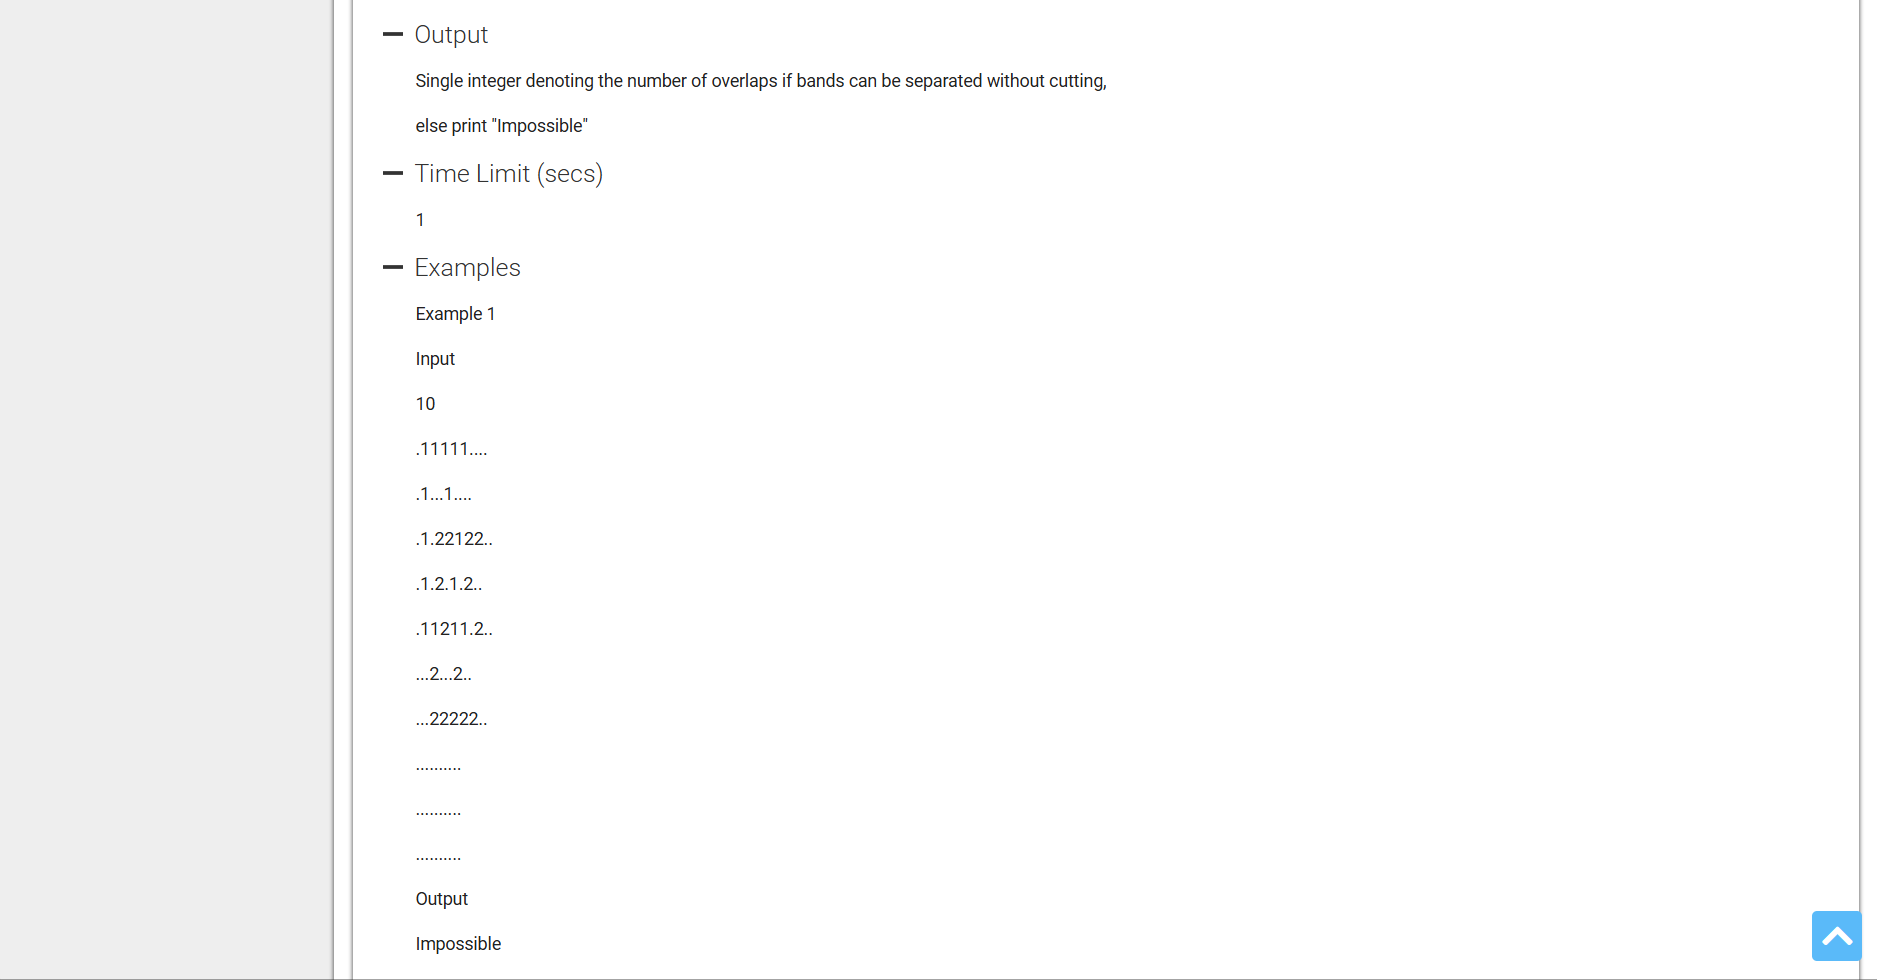 Output
Single integer denoting the number of overlaps if bands can be separated without cutting,
else print "Impossible"
Time Limit (secs)
1
Examples
Example 1
Input
10
.11111....
.1...1....
.1.22122..
.1.2.1.2..
.11211.2..
...2...2..
...22222..
..........
..........
..........
Output
Impossible